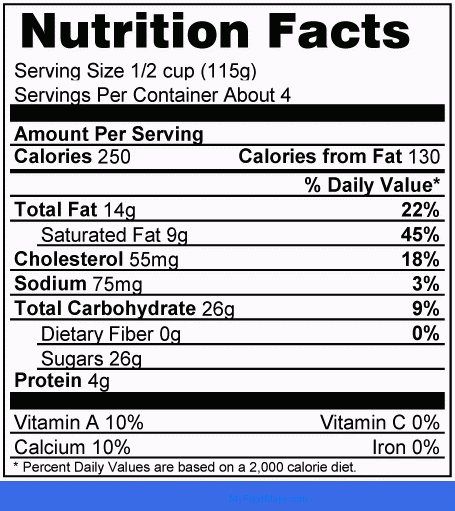 Nutrition Facts
Serving Size 1/2 cup (115g)
Servings Per Container About 4
Amount Per Serving
Calories 250 Calories from Fat 130
% Daily Value*
Total Fat 14g 22%
Saturated Fat 9g 45%
Cholesterol 55mg 18%
Sodium 75mg 3%
Total Carbohydrate 26g 9%
Dietary Fiber 0g 0%
Sugars 26g
Protein 4g
Vitamin A 10% Vitamin C 0%
Calcium 10% Iron 0%
* Percent Daily Values are based on a 2,000 calorie diet.